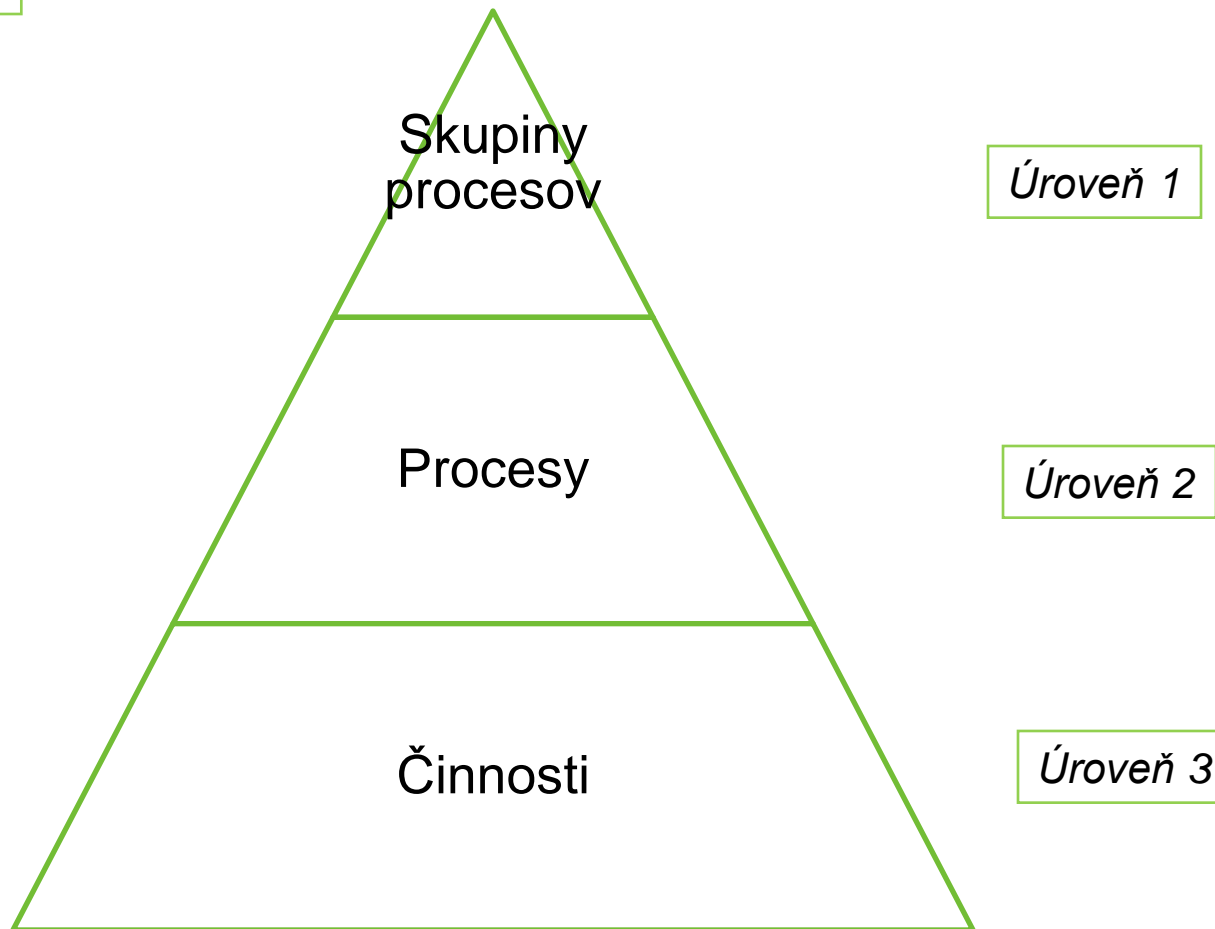 Skupiny
procesov
Úroveň 1
Procesy
Úroveň 2
Činnosti
Úroveň 3